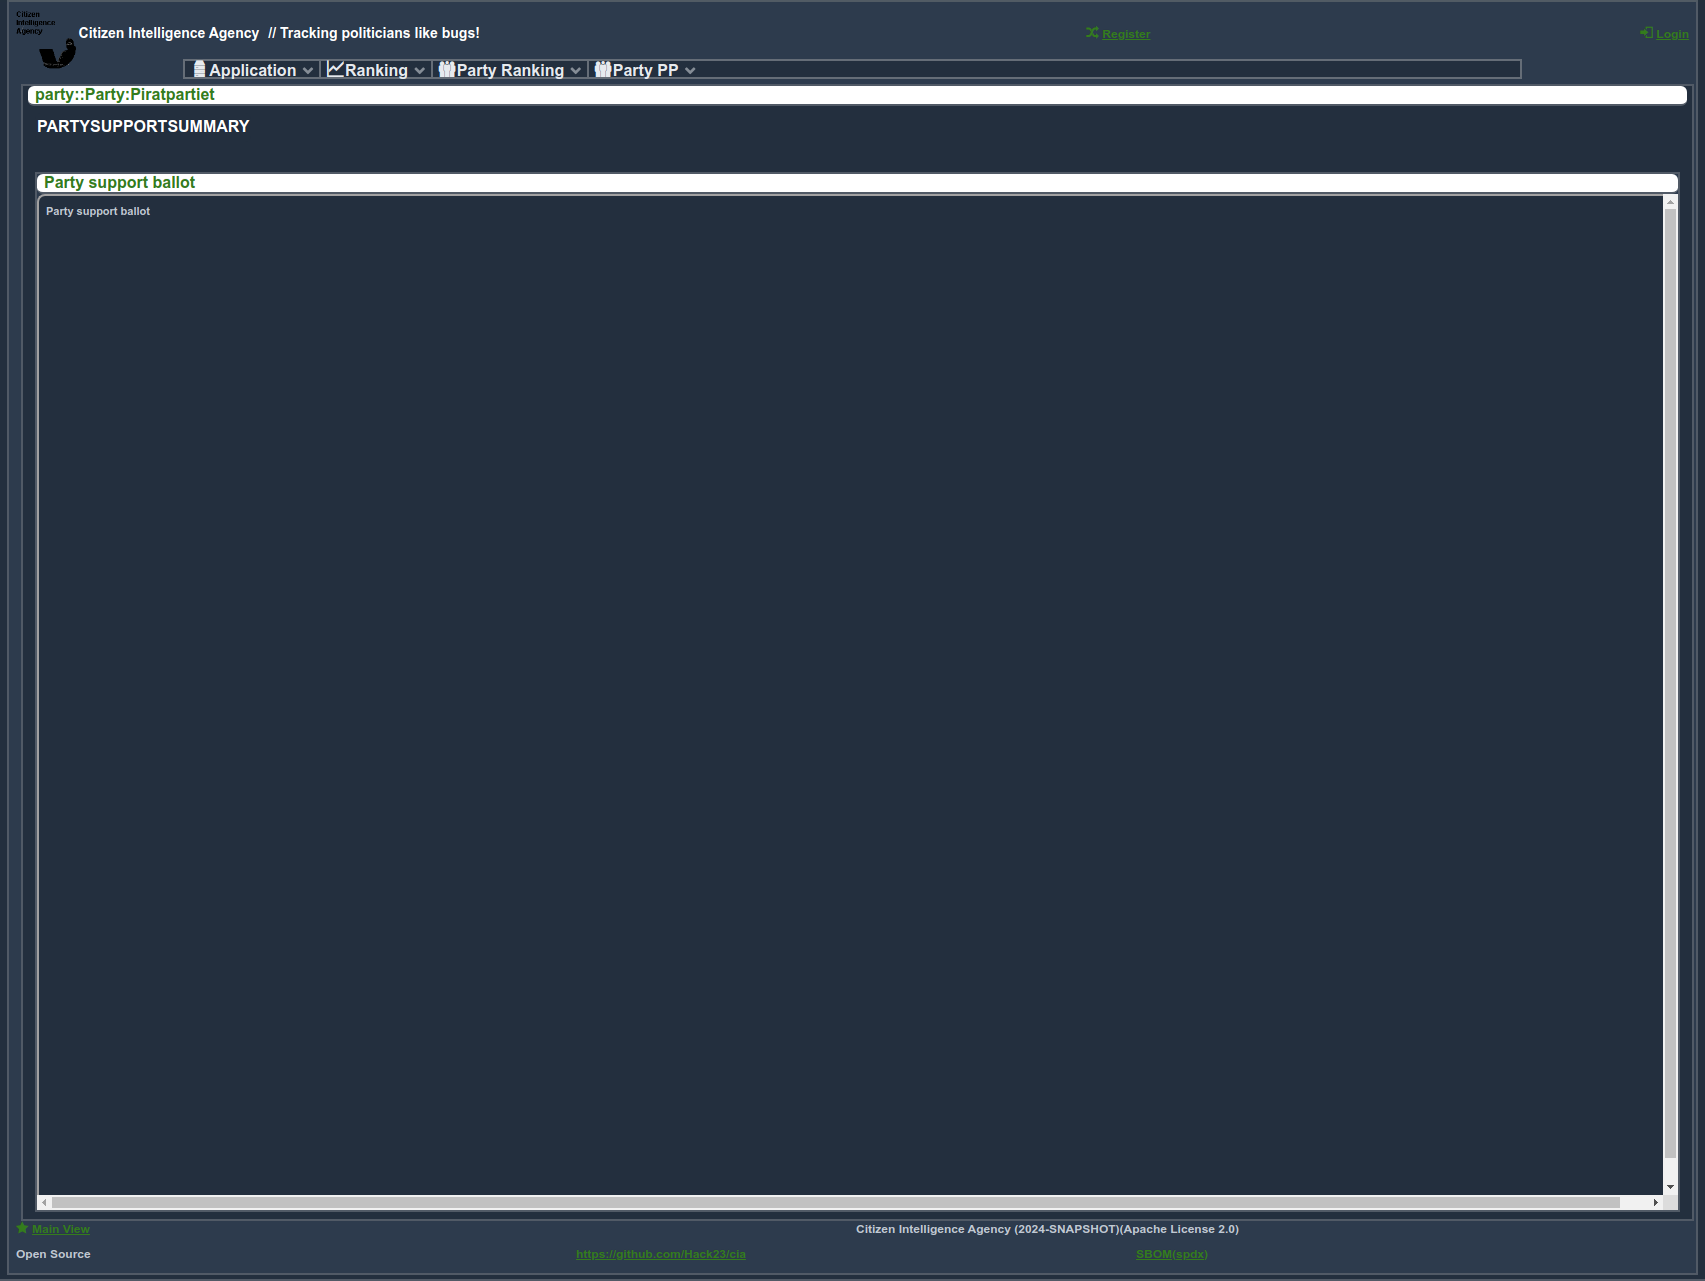 Citizen
Intelligence
Agency
Citizen Intelligence Agency // Tracking politicians like bugs!
Register
Login
Application
Ranking
Party Ranking
Party PP
party::Party:Piratpartiet
PARTYSUPPORTSUMMARY
Party support ballot
Party support ballot
Main View
Citizen Intelligence Agency (2024-SNAPSHOT)(Apache License 2.0)
Open Source
https://github.com/Hack23/cia
SBOM(spdx)